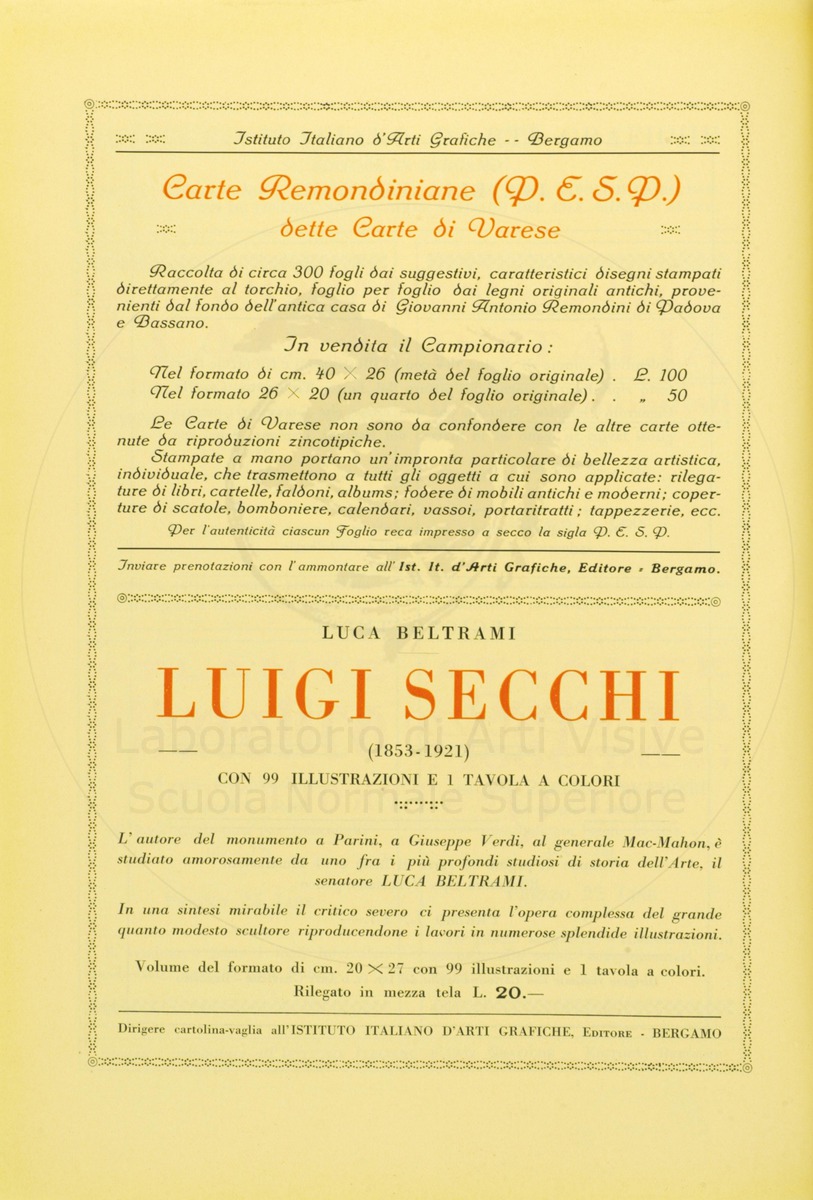 Istituto Italiano d'Arti Grafiche -- Bergamo
Carte Remondiniane (P. E. S. P.)
dette Carte di Varese
Raccolta di circa 300 fogli dai suggestivi, caratteristici disegni stampati
direttamente al torchio, foglio per foglio dai legni originali antichi, prove-
nienti dal fondo dell'antica casa di Giovanni Antonio Remondini di Padova
e Bassano.
In vendita il Campionario :
Nel formato di cm. 40 × 26 (metà del foglio originale) . L. 100
Nel formato 26 × 20 (un quarto del foglio originale) . . „ 50
Le Carte di Varese non sono da confondere con le altre carte otte-
nute da riproduzioni zincotipiche.
Stampate a mano portano un'impronta particolare di bellezza artistica,
individuale, che trasmettono a tutti gli oggetti a cui sono applicate: rilega-
ture di libri, cartelle, faldoni, albums; fodere di mobili antichi e moderni; coper-
ture di scatole, bomboniere, calendari, vassoi, portaritratti; tappezzerie, ecc.
Per l'autenticità ciascun Foglio reca impresso a secco la sigla P. E. S. P.
Inviare prenotazioni con l'ammontare all'Ist. It. d'Arti Grafiche, Editore - Bergamo.
LUCA BELTRAMI
LUIGI SECCHI
(1853-1921)
Laboratorio di Arti Visive
CON 99 ILLUSTRAZIONI E 1 TAVOLA A COLORI
Scuola Normale Superiore
L'autore del monumento a Parini, a Giuseppe Verdi, al generale Mac-Mahon, è
studiato amorosamente da uno fra i più profondi studiosi di storia dell'Arte, il
senatore LUCA BELTRAMI.
In una sintesi mirabile il critico severo ci presenta l'opera complessa del grande
quanto modesto scultore riproducendone i lavori in numerose splendide illustrazioni.
Volume del formato di cm. 20 × 27 con 99 illustrazioni e 1 tavola a colori.
Rilegato in mezza tela L. 20.—
Dirigere cartolina-vaglia all'ISTITUTO ITALIANO D'ARTI GRAFICHE, EDITORE - BERGAMO